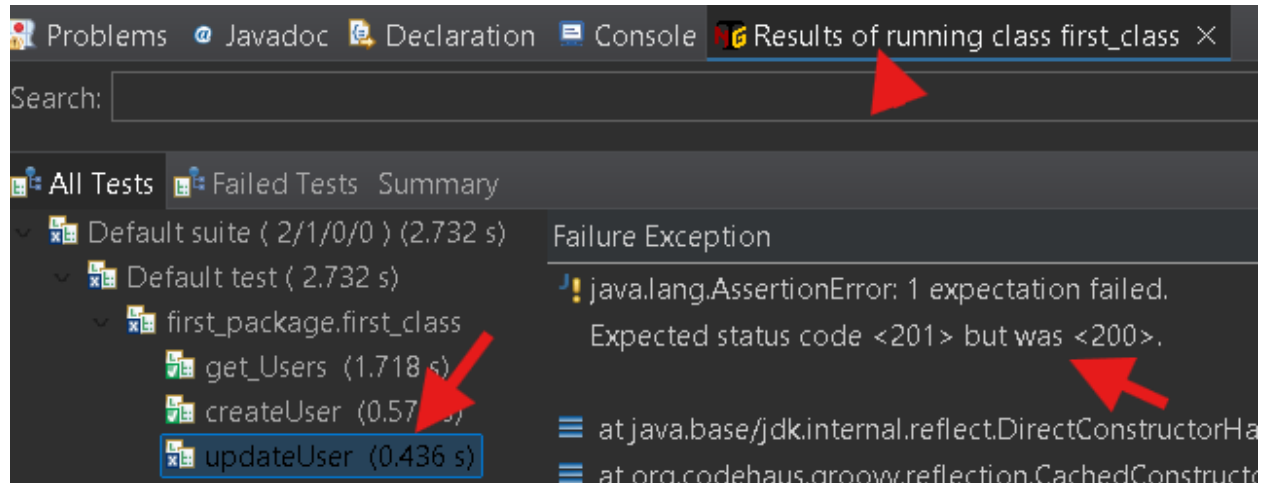 Problems @ Javadoc Declaration Console Results of running class first_class ×
Search:
All Tests Failed Tests Summary
Default suite ( 2/1/0/0 ) (2.732 s)
Default test ( 2.732 s)
first_package.first_class
get_Users (1.718 s)
createUser (0.57 s)
updateUser (0.436 s)
Failure Exception
java.lang.AssertionError: 1 expectation failed.
Expected status code <201> but was <200>.
at java.base/jdk.internal.reflect.DirectConstructorHa
at org.codehaus.groovy.reflection.CachedConstructo